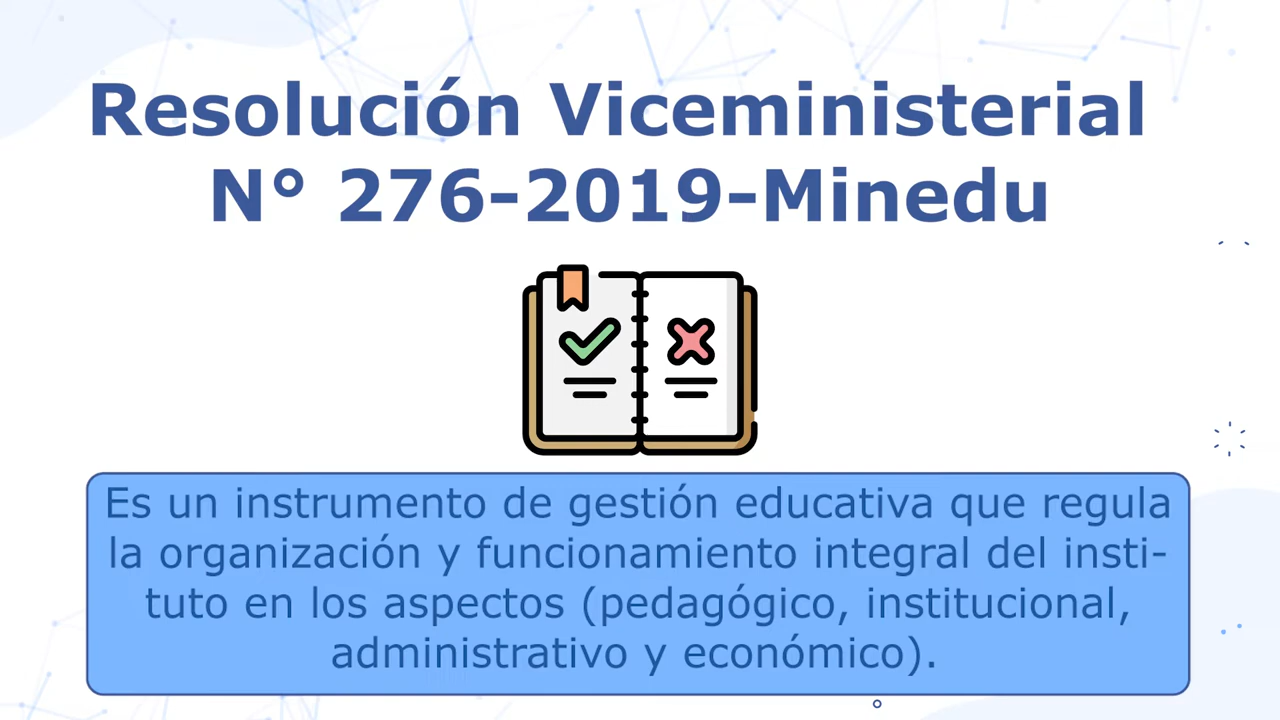 Resolución Viceministerial
N° 276-2019-Minedu
Es un instrumento de gestión educativa que regula
la organización y funcionamiento integral del insti-
tuto en los aspectos (pedagógico, institucional,
administrativo y económico).